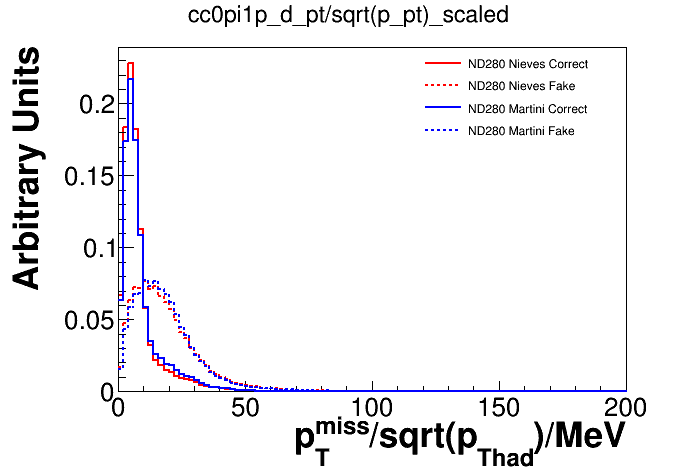 cc0pi1p_d_pt/sqrt(p_pt)_scaled
Arbitrary Units
ND280 Nieves Correct
ND280 Nieves Fake
ND280 Martini Correct
ND280 Martini Fake
0.2
0.15
0.1
0.05
0
0 50 100 150 200
p_T^miss/sqrt(p_Thad)/MeV